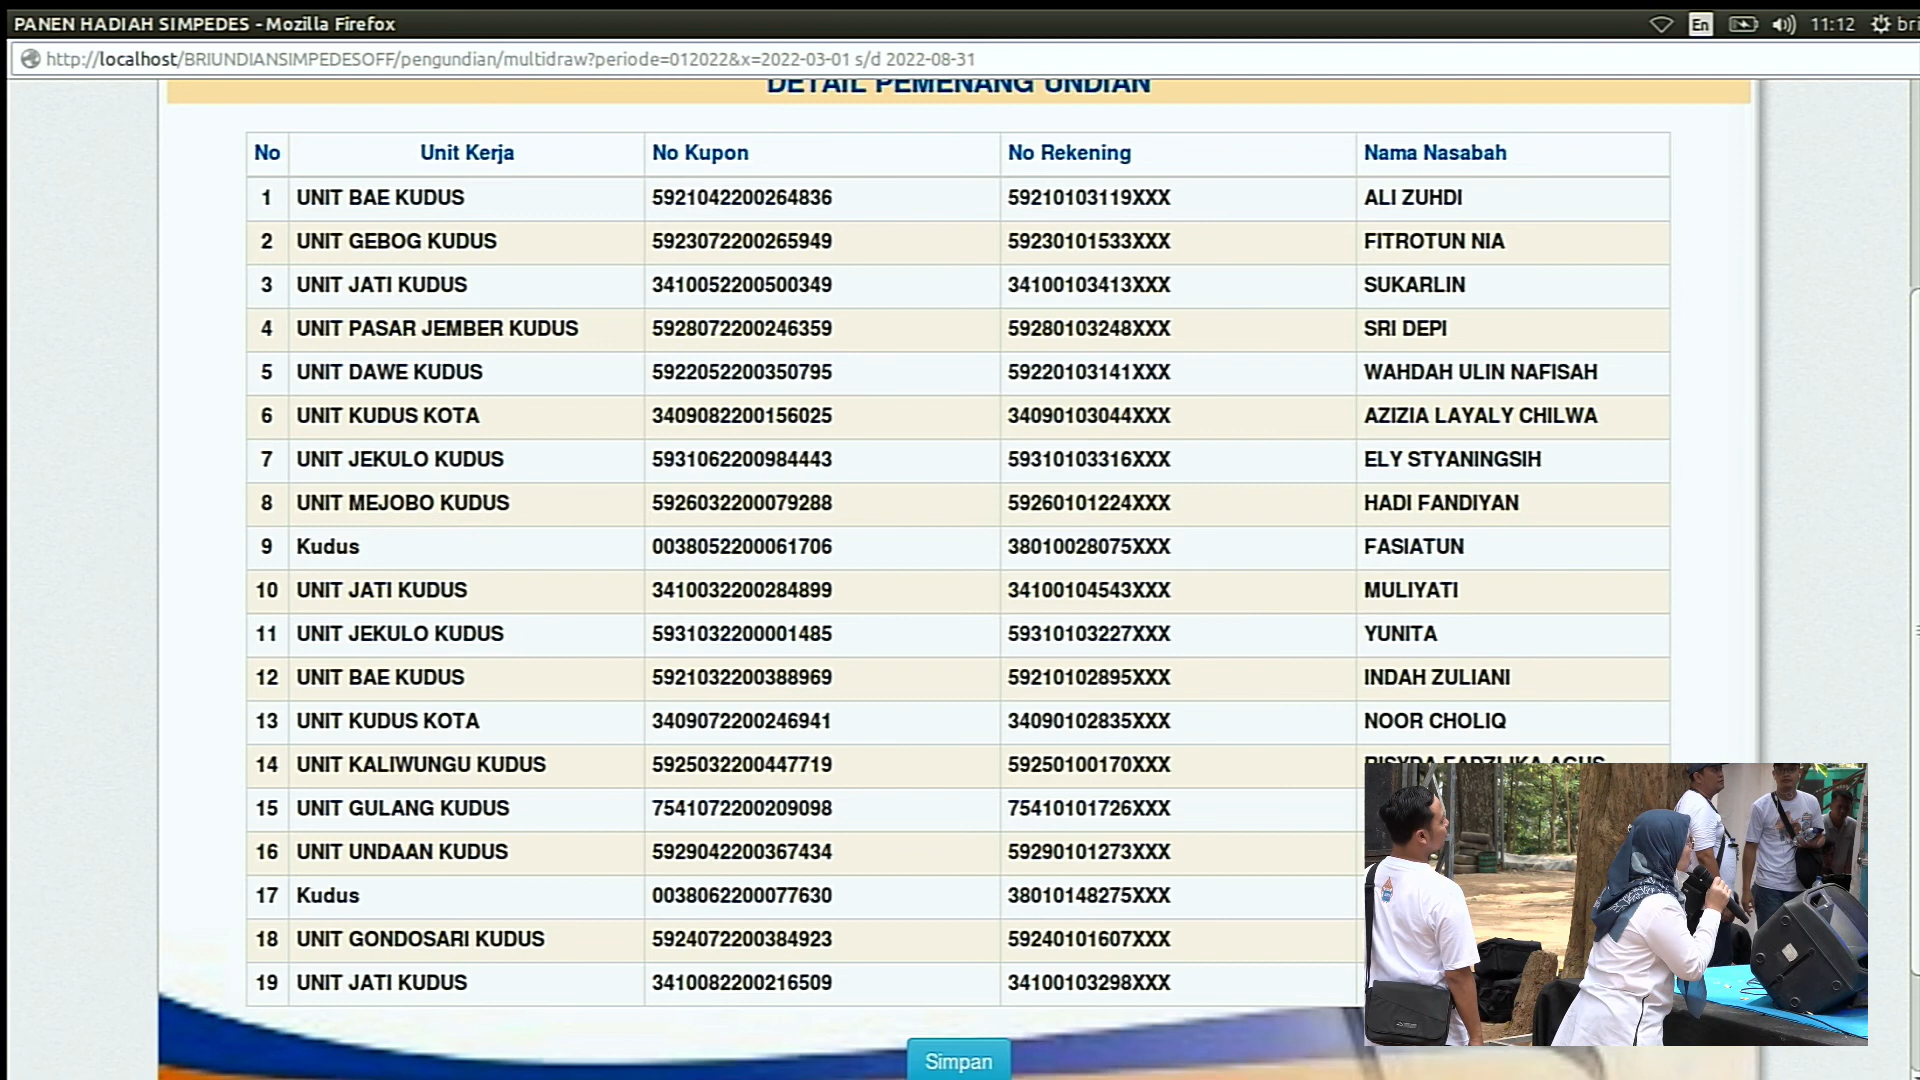 PANEN HADIAH SIMPEDES - Mozilla Firefox
En
11:12
bri
http://localhost/BRIUNDIANSIMPEDESOFF/pengundian/multidraw?periode=012022&x=2022-03-01 s/d 2022-08-31
DETAIL PEMENANG UNDIAN
No Unit Kerja No Kupon No Rekening Nama Nasabah
1 UNIT BAE KUDUS 5921042200264836 59210103119XXX ALI ZUHDI
2 UNIT GEBOG KUDUS 5923072200265949 59230101533XXX FITROTUN NIA
3 UNIT JATI KUDUS 3410052200500349 34100103413XXX SUKARLIN
4 UNIT PASAR JEMBER KUDUS 5928072200246359 59280103248XXX SRI DEPI
5 UNIT DAWE KUDUS 5922052200350795 59220103141XXX WAHDAH ULIN NAFISAH
6 UNIT KUDUS KOTA 3409082200156025 34090103044XXX AZIZIA LAYALY CHILWA
7 UNIT JEKULO KUDUS 5931062200984443 59310103316XXX ELY STYANINGSIH
8 UNIT MEJOBO KUDUS 5926032200079288 59260101224XXX HADI FANDIYAN
9 Kudus 0038052200061706 38010028075XXX FASIATUN
10 UNIT JATI KUDUS 3410032200284899 34100104543XXX MULIYATI
11 UNIT JEKULO KUDUS 5931032200001485 59310103227XXX YUNITA
12 UNIT BAE KUDUS 5921032200388969 59210102895XXX INDAH ZULIANI
13 UNIT KUDUS KOTA 3409072200246941 34090102835XXX NOOR CHOLIQ
14 UNIT KALIWUNGU KUDUS 5925032200447719 59250100170XXX AGUS
15 UNIT GULANG KUDUS 7541072200209098 75410101726XXX
16 UNIT UNDAAN KUDUS 5929042200367434 59290101273XXX
17 Kudus 0038062200077630 38010148275XXX
18 UNIT GONDOSARI KUDUS 5924072200384923 59240101607XXX
19 UNIT JATI KUDUS 3410082200216509 34100103298XXX
Simpan